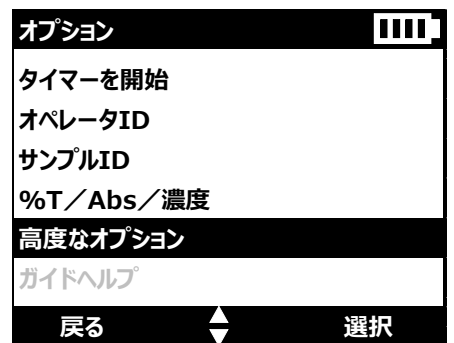 オプション
タイマーを開始
オペレータID
サンプルID
%T／Abs／濃度
高度なオプション
ガイドヘルプ
戻る 選択